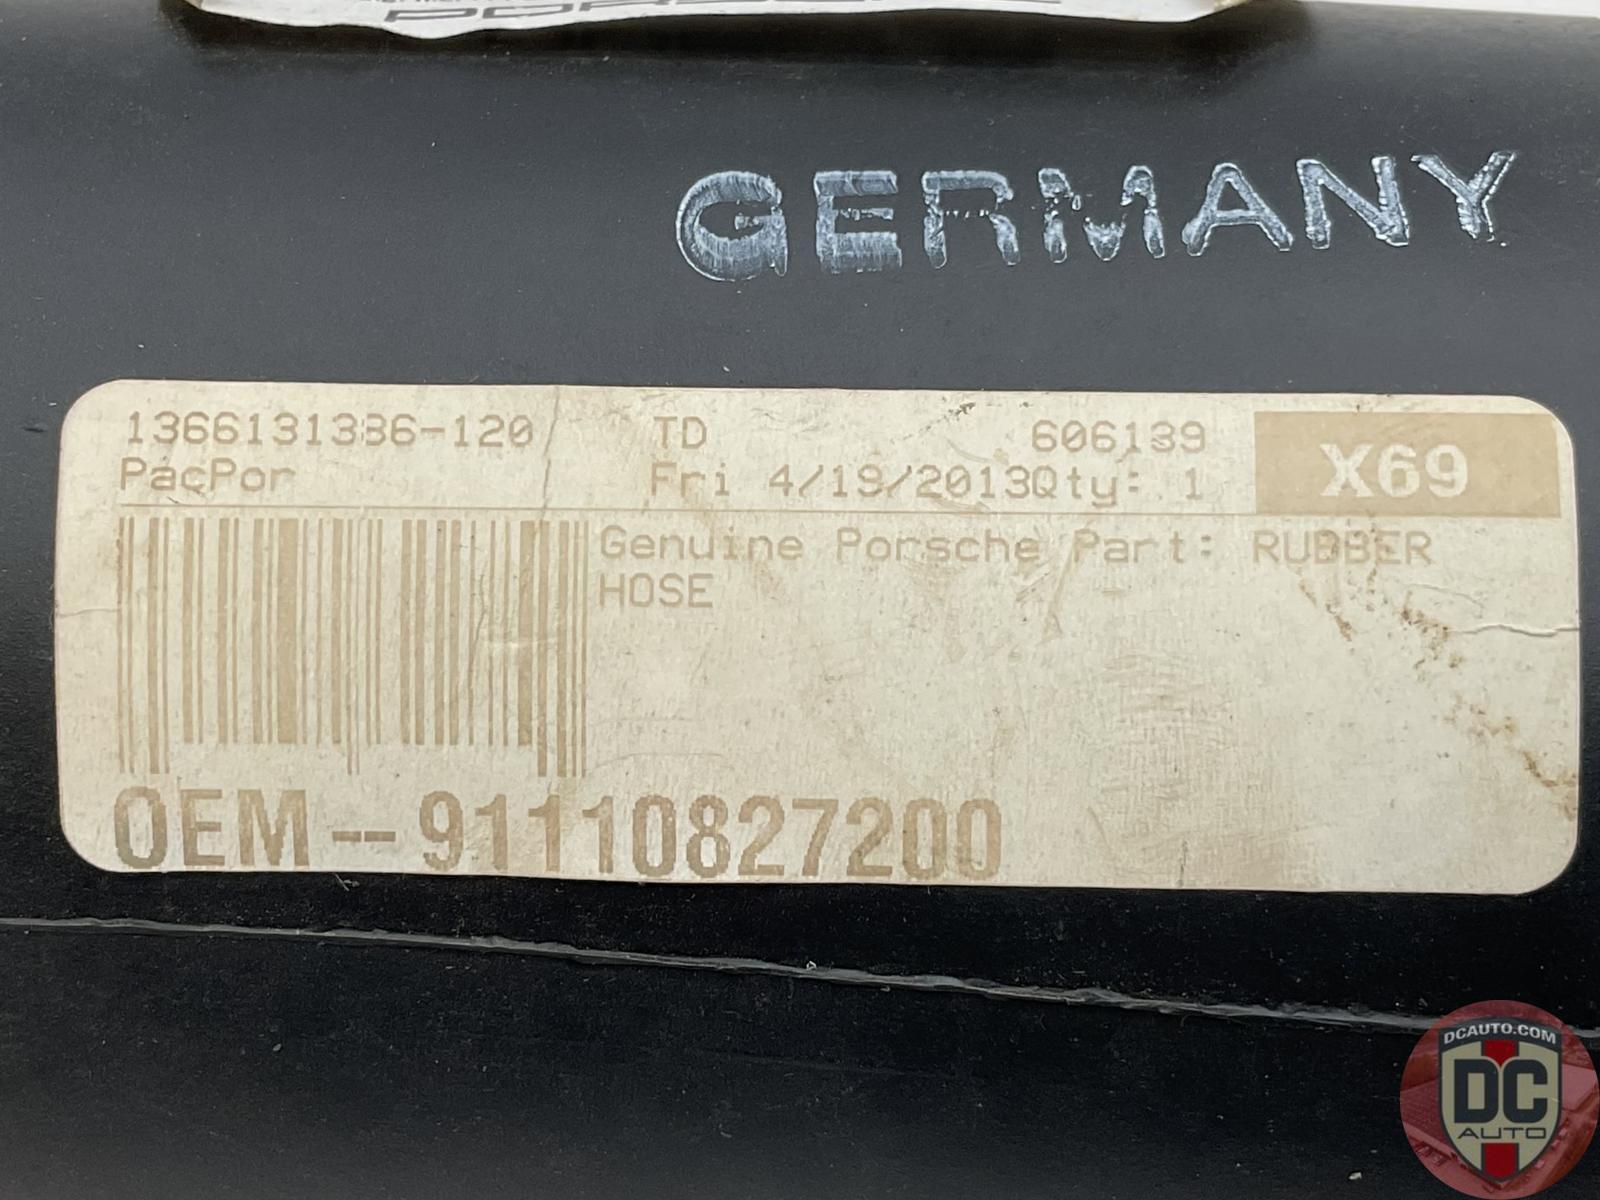 PORSCHE
GERMANY
1366131386-120 TD 606139 X69
PacPor Fri 4/19/2013Qty: 1
Genuine Porsche Part: RUBBER
HOSE
OEM--91110827200
DCAUTO.COM
DC
AUTO